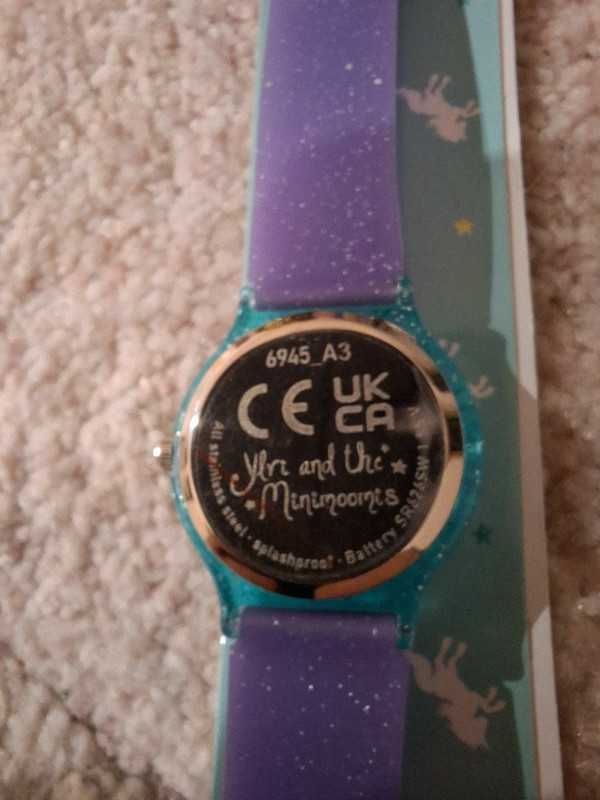 6945_A3
CE UK
CA
Ylvi and the
Minimoomis
All stainless steel · splashproof · Battery SR626SW